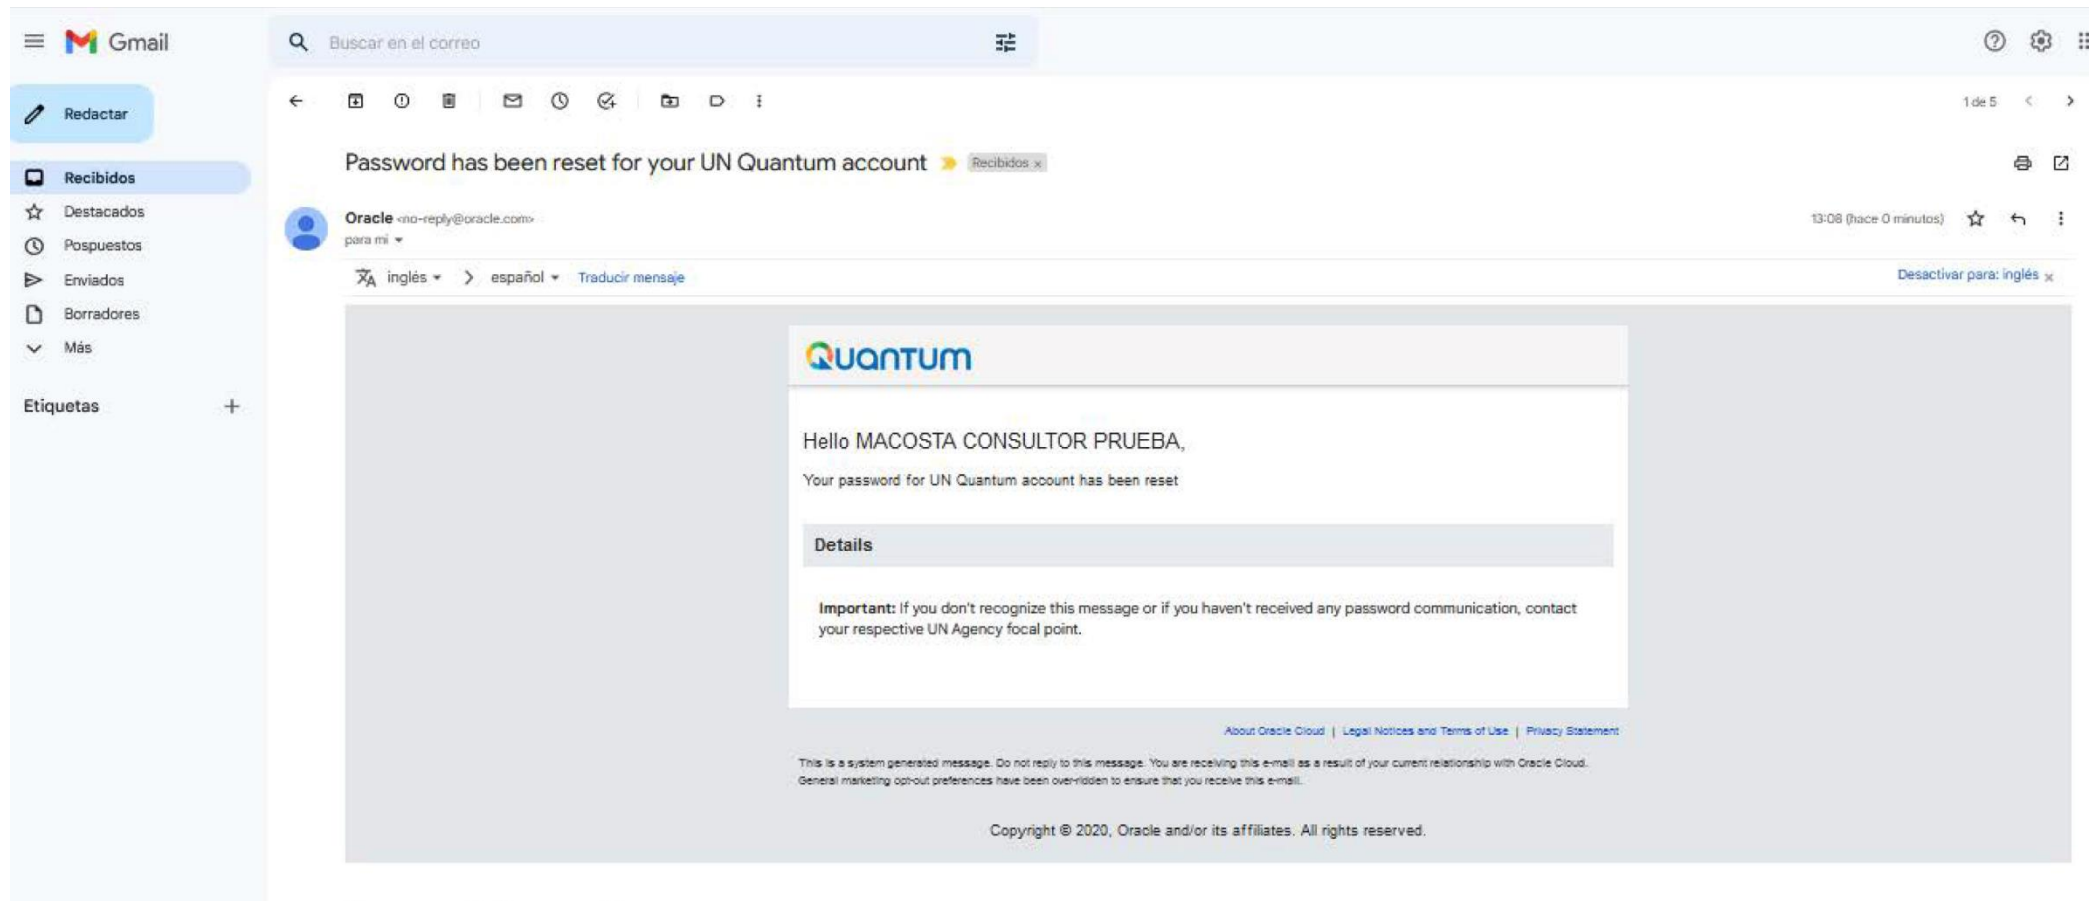 Gmail
Buscar en el correo
Redactar
1 de 5
Password has been reset for your UN Quantum account
Recibidos x
Recibidos
Destacados
Pospuestos
Enviados
Borradores
Más
Etiquetas
Oracle <no-reply@oracle.com>
para mí
13:08 (hace 0 minutos)
inglés > español Traducir mensaje
Desactivar para: inglés x
Quantum
Hello MACOSTA CONSULTOR PRUEBA,
Your password for UN Quantum account has been reset
Details
Important: If you don't recognize this message or if you haven't received any password communication, contact
your respective UN Agency focal point.
About Oracle Cloud | Legal Notices and Terms of Use | Privacy Statement
This is a system generated message. Do not reply to this message. You are receiving this e-mail as a result of your current relationship with Oracle Cloud.
General marketing opt-out preferences have been over-ridden to ensure that you receive this e-mail.
Copyright © 2020, Oracle and/or its affiliates. All rights reserved.